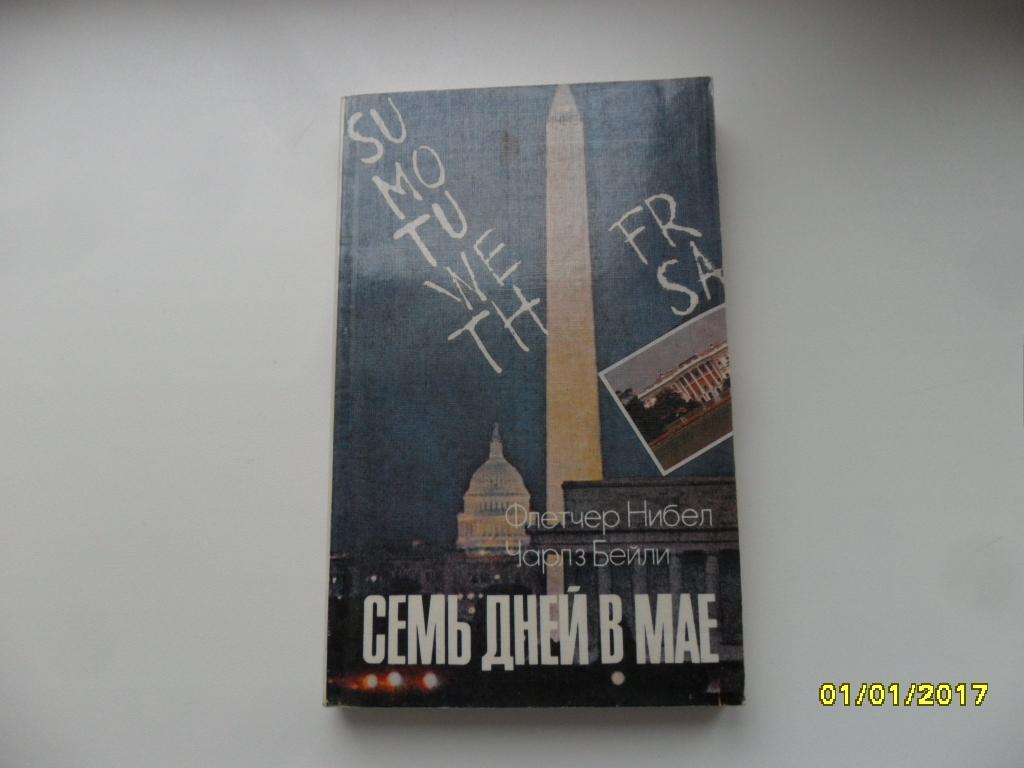 SU
MO
TU
WE
TH
FR
SA
Флетчер Нибел
Чарлз Бейли
СЕМЬ ДНЕЙ В МАЕ
01/01/2017